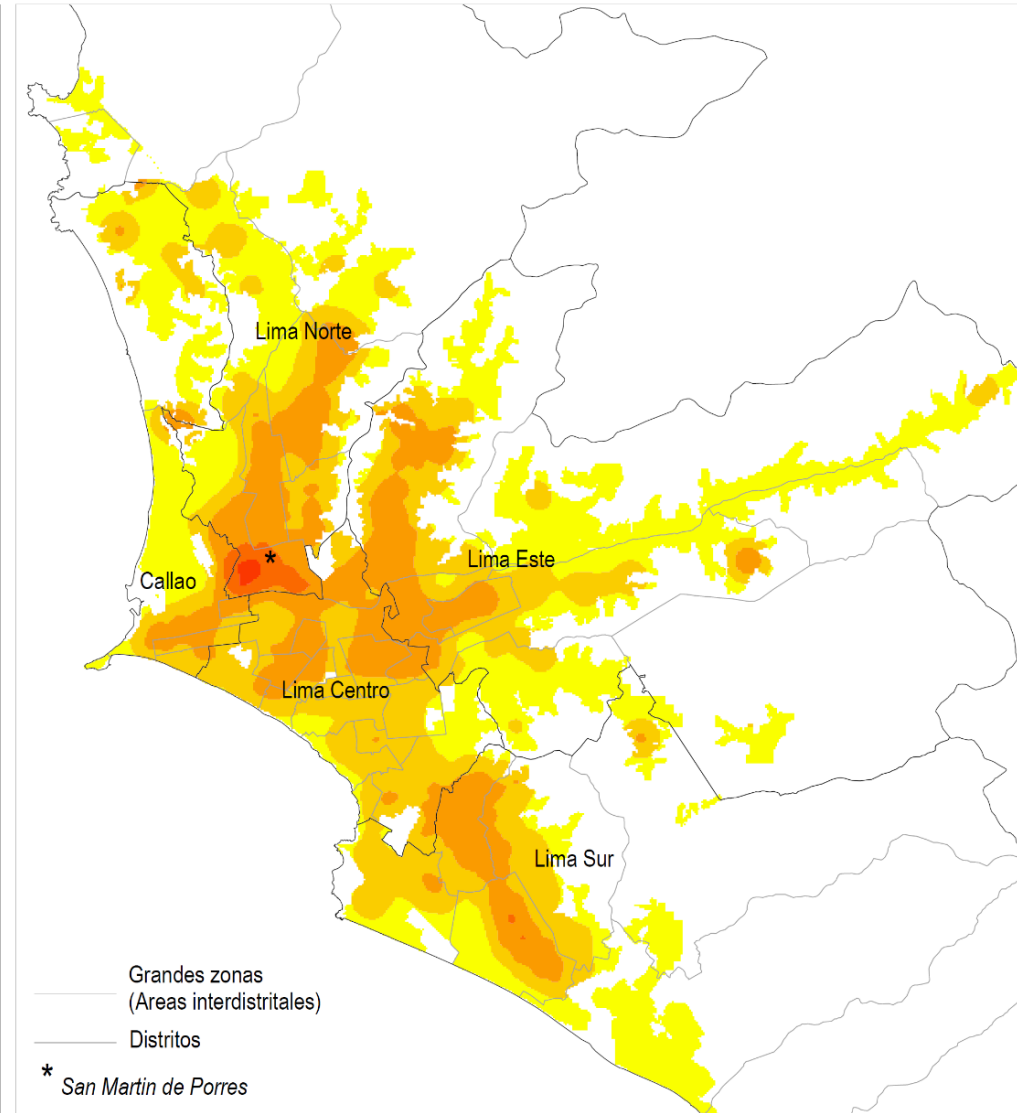 Lima Norte
Lima Este
Callao
Lima Centro
Lima Sur
Grandes zonas
(Areas interdistritales)
Distritos
* San Martin de Porres